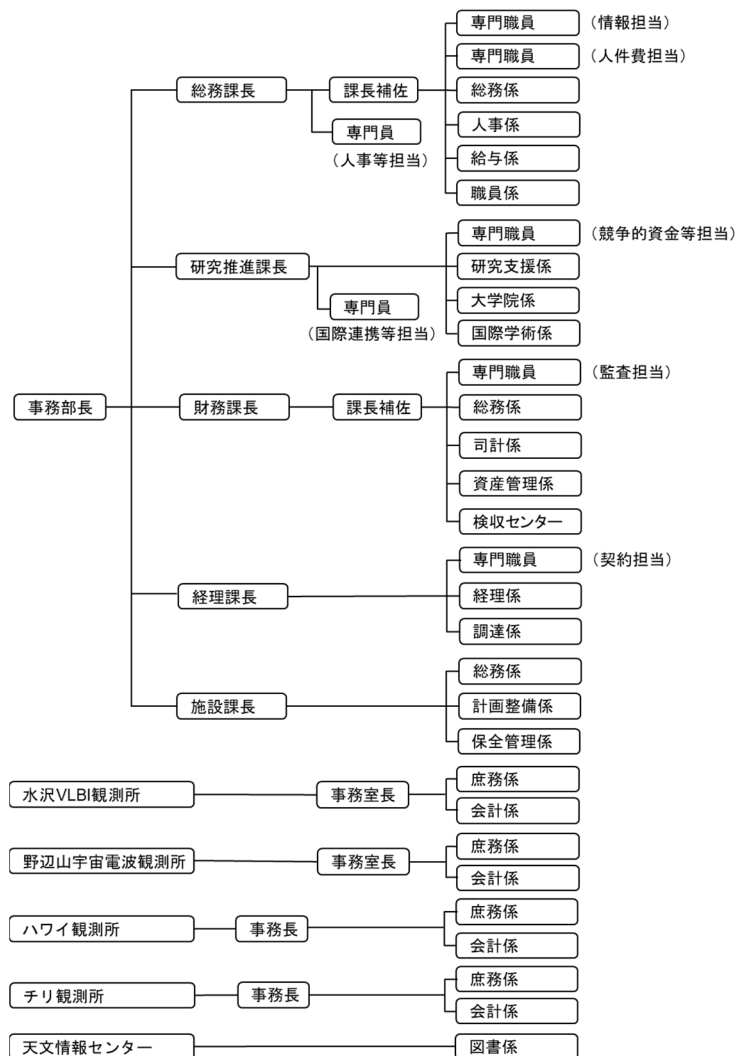 専門職員 （情報担当）
専門職員 （人件費担当）
総務課長 課長補佐 総務係
専門員 人事係
（人事等担当） 給与係
職員係
専門職員 （競争的資金等担当）
研究推進課長 研究支援係
専門員 大学院係
（国際連携等担当） 国際学術係
専門職員 （監査担当）
事務部長 財務課長 課長補佐 総務係
司計係
資産管理係
検収センター
専門職員 （契約担当）
経理課長 経理係
調達係
総務係
施設課長 計画整備係
保全管理係
庶務係
水沢VLBI観測所 事務室長
会計係
庶務係
野辺山宇宙電波観測所 事務室長
会計係
庶務係
ハワイ観測所 事務長
会計係
庶務係
チリ観測所 事務長
会計係
天文情報センター 図書係